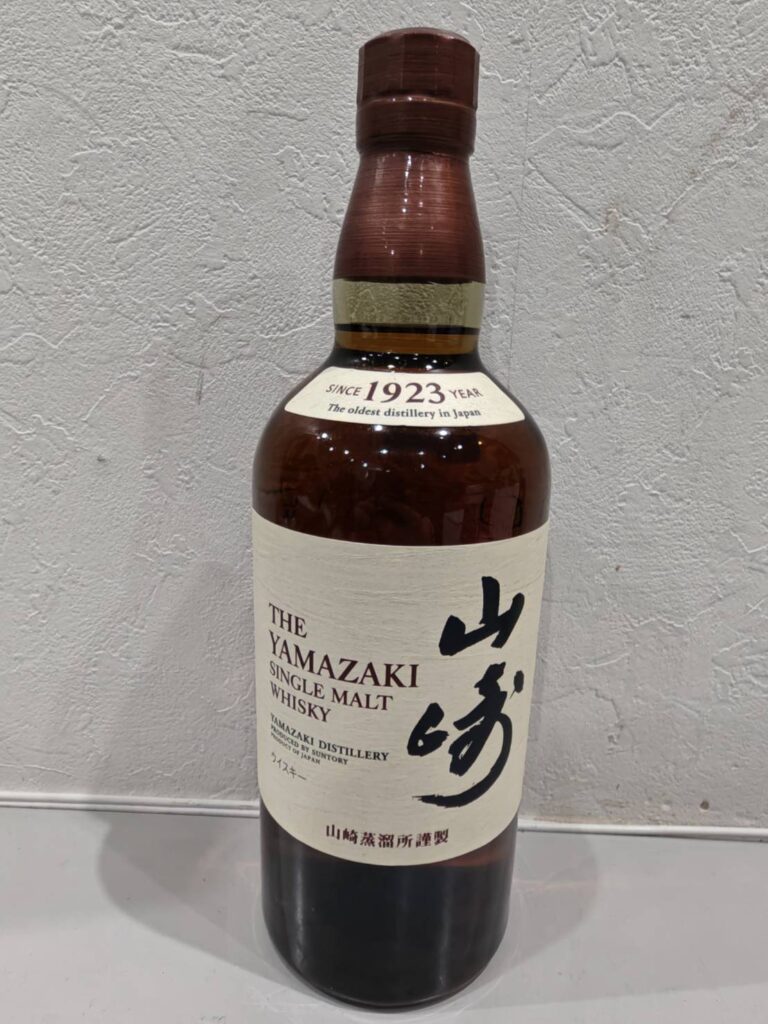 SINCE 1923 YEAR
The oldest distillery in Japan
THE
YAMAZAKI
SINGLE MALT
WHISKY
YAMAZAKI DISTILLERY
PRODUCED BY SUNTORY
PRODUCT OF JAPAN
ウイスキー
山崎
山崎蒸溜所謹製